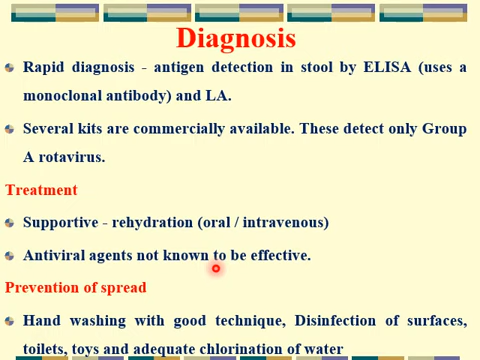 Diagnosis
Rapid diagnosis - antigen detection in stool by ELISA (uses a
monoclonal antibody) and LA.
Several kits are commercially available. These detect only Group
A rotavirus.
Treatment
Supportive - rehydration (oral / intravenous)
Antiviral agents not known to be effective.
Prevention of spread
Hand washing with good technique, Disinfection of surfaces,
toilets, toys and adequate chlorination of water